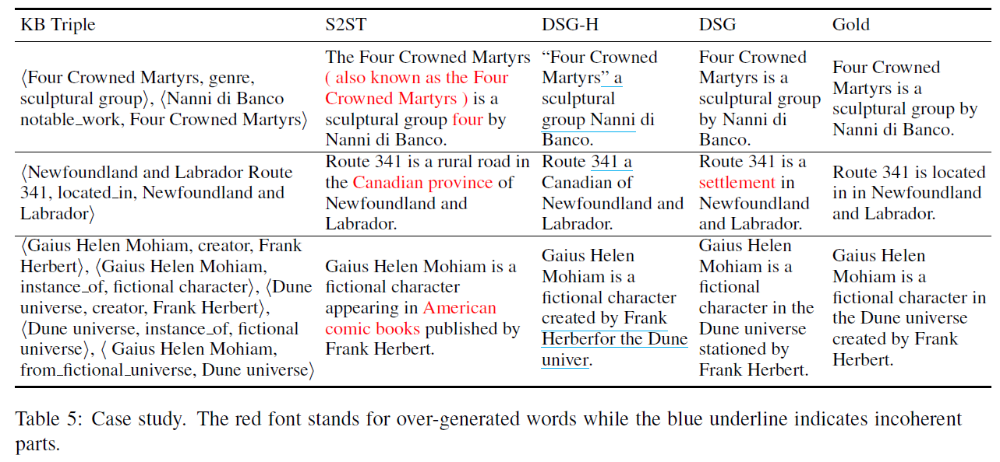 KB Triple S2ST DSG-H DSG Gold
⟨Four Crowned Martyrs, genre,
sculptural group⟩, ⟨Nanni di Banco
notable_work, Four Crowned Martyrs⟩
The Four Crowned Martyrs
( also known as the Four
Crowned Martyrs ) is a
sculptural group four by
Nanni di Banco.
“Four Crowned
Martyrs” a
sculptural
group Nanni di
Banco.
Four Crowned
Martyrs is a
sculptural group
by Nanni di
Banco.
Four Crowned
Martyrs is a
sculptural group by
Nanni di Banco.
⟨Newfoundland and Labrador Route
341, located_in, Newfoundland and
Labrador⟩
Route 341 is a rural road in
the Canadian province of
Newfoundland and
Labrador.
Route 341 a
Canadian of
Newfoundland and
Labrador.
Route 341 is a
settlement in
Newfoundland
and Labrador.
Route 341 is located
in in Newfoundland
and Labrador.
⟨Gaius Helen Mohiam, creator, Frank
Herbert⟩, ⟨Gaius Helen Mohiam,
instance_of, fictional character⟩, ⟨Dune
universe, creator, Frank Herbert⟩,
⟨Dune universe, instance_of, fictional
universe⟩, ⟨ Gaius Helen Mohiam,
from_fictional_universe, Dune universe⟩
Gaius Helen Mohiam is a
fictional character
appearing in American
comic books published by
Frank Herbert.
Gaius Helen
Mohiam is a
fictional character
created by Frank
Herberfor the Dune
univer.
Gaius Helen
Mohiam is a
fictional
character in the
Dune universe
stationed by
Frank Herbert.
Gaius Helen
Mohiam is a
fictional character in
the Dune universe
created by Frank
Herbert.
Table 5: Case study. The red font stands for over-generated words while the blue underline indicates incoherent
parts.